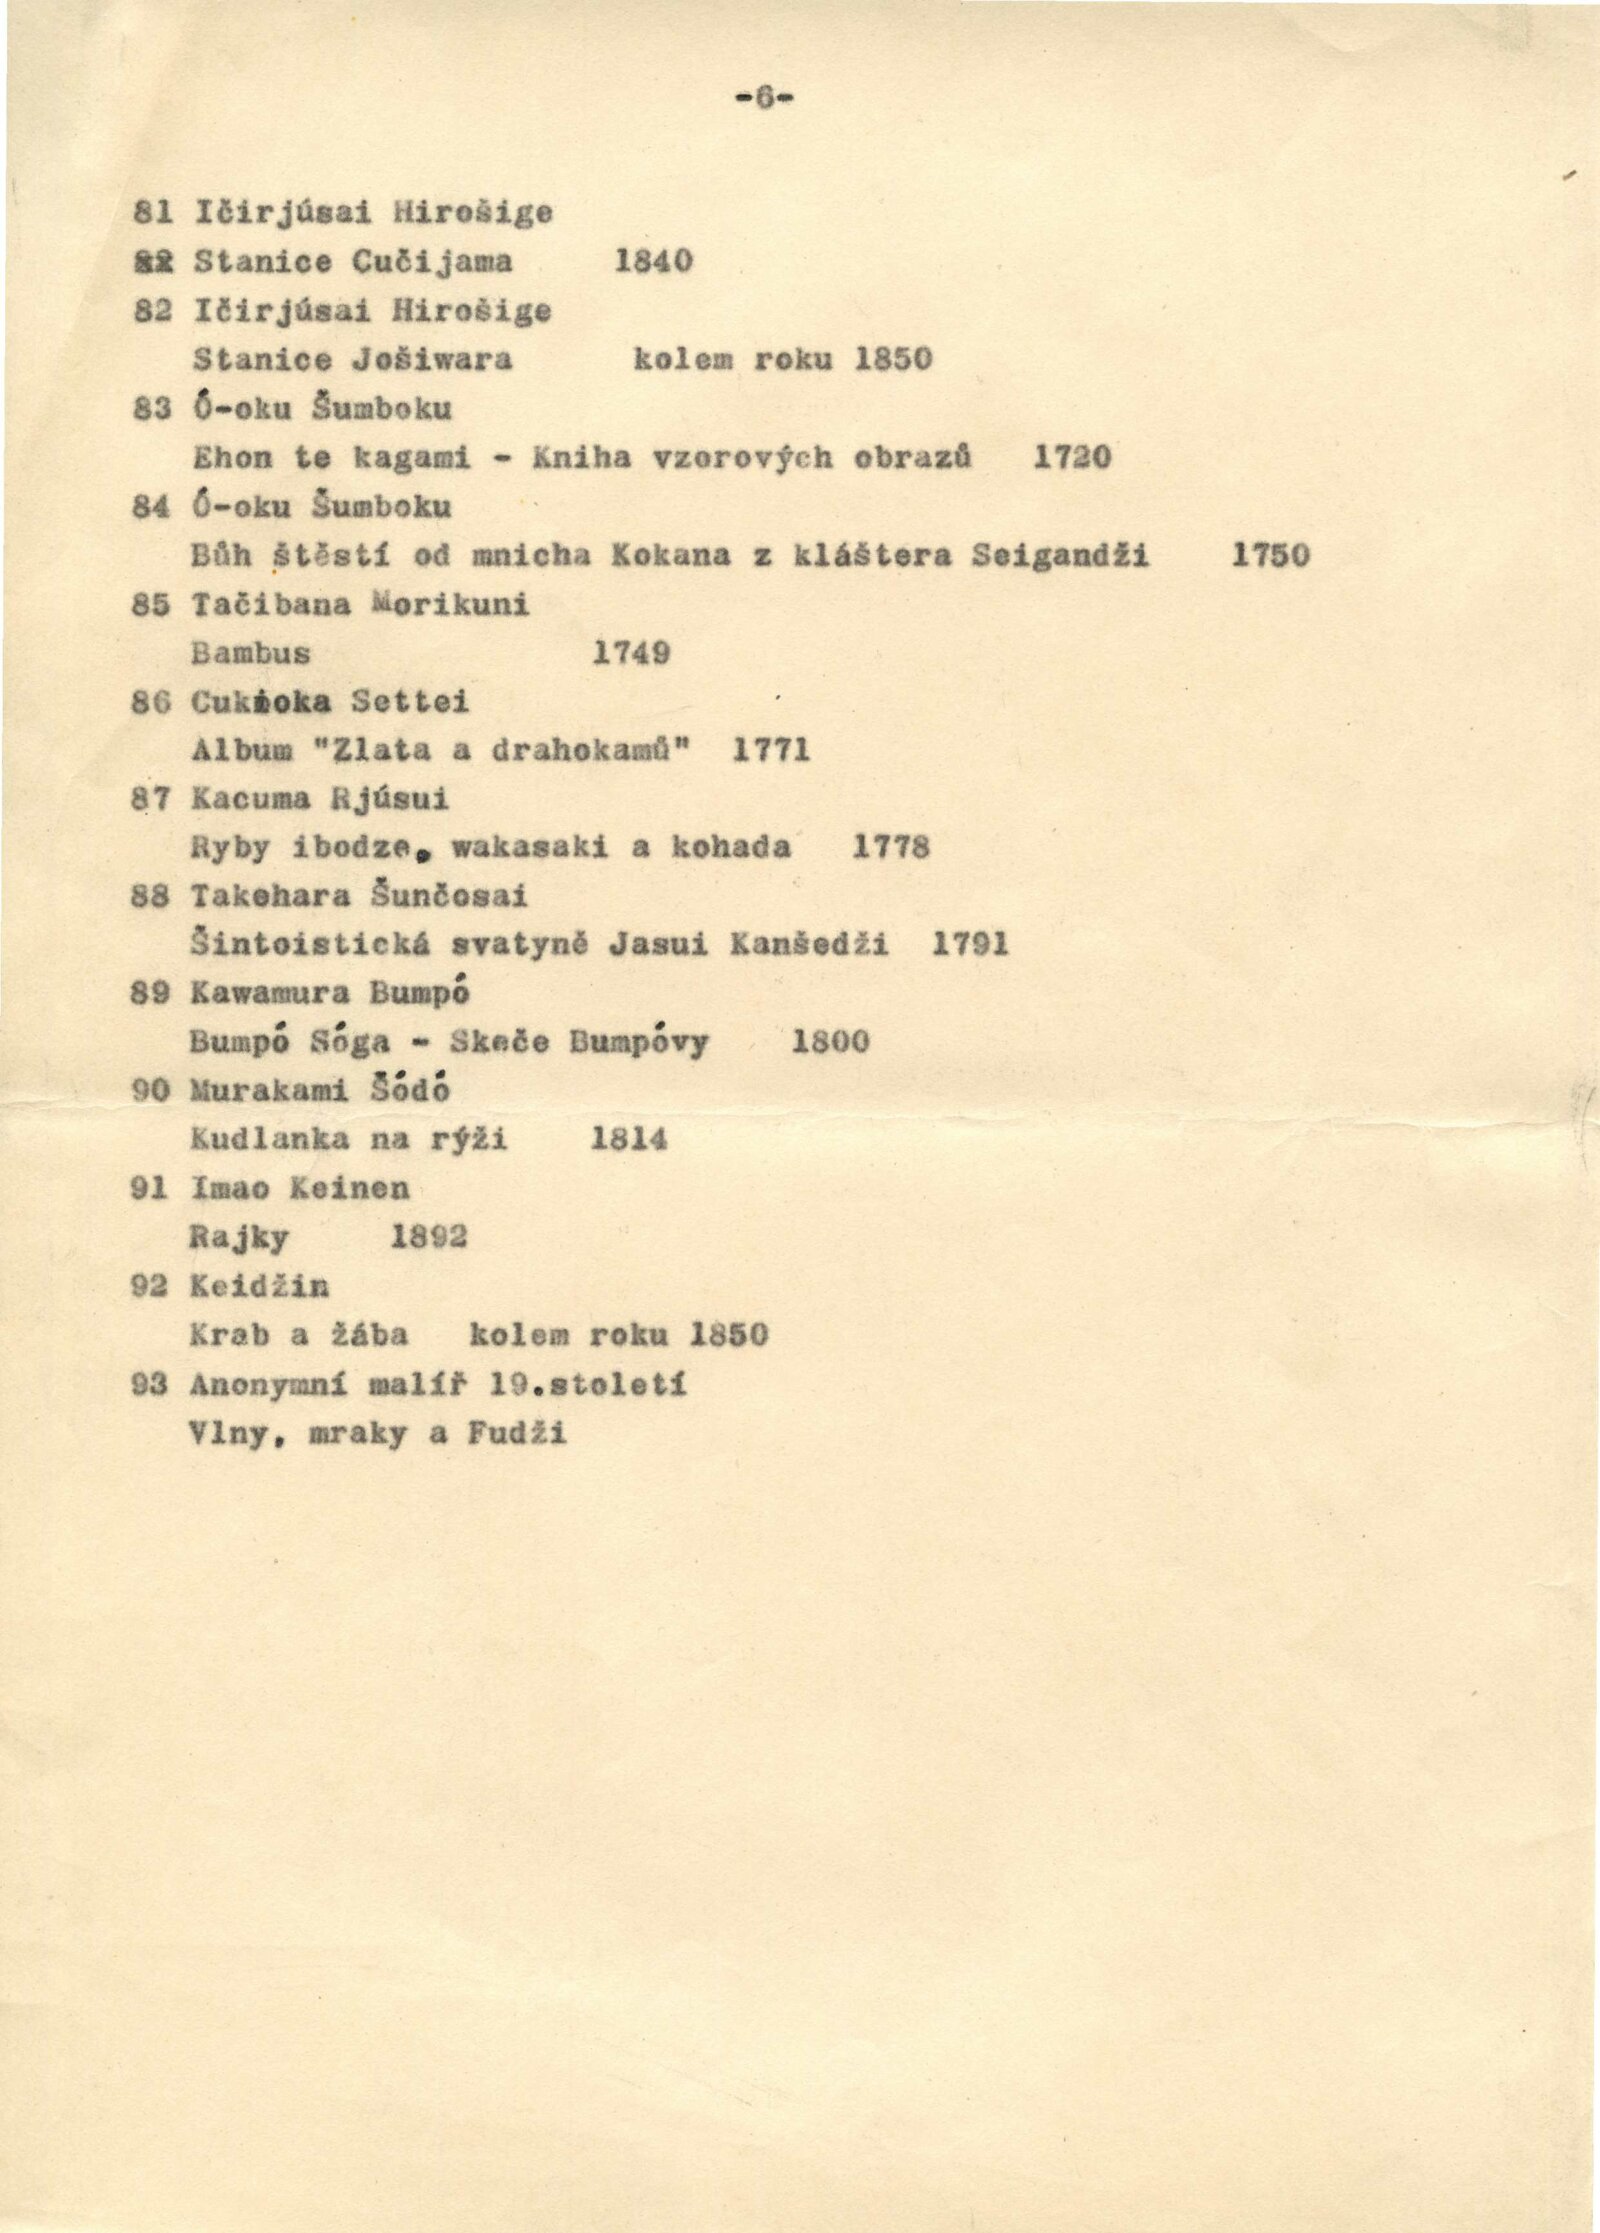 -6-
81 Ičirjúsai Hirošige
Stanice Cučijama 1840
82 Ičirjúsai Hirošige
Stanice Jošiwara kolem roku 1850
83 Ó-oku Šumboku
Ehon te kagami - Kniha vzorových obrazů 1720
84 Ó-oku Šumboku
Bůh štěstí od mnicha Kokana z kláštera Seigandži 1750
85 Tačibana Morikuni
Bambus 1749
86 Cukioka Settei
Album "Zlata a drahokamů" 1771
87 Kacuma Rjúsui
Ryby ibodze, wakasaki a kohada 1778
88 Takehara Šunčosai
Šintoistická svatyně Jasui Kanšedži 1791
89 Kawamura Bumpó
Bumpó Sóga - Skeče Bumpóvy 1800
90 Murakami Šódó
Kudlanka na rýži 1814
91 Imao Keinen
Rajky 1892
92 Keidžin
Krab a žába kolem roku 1850
93 Anonymní malíř 19.století
Vlny, mraky a Fudži